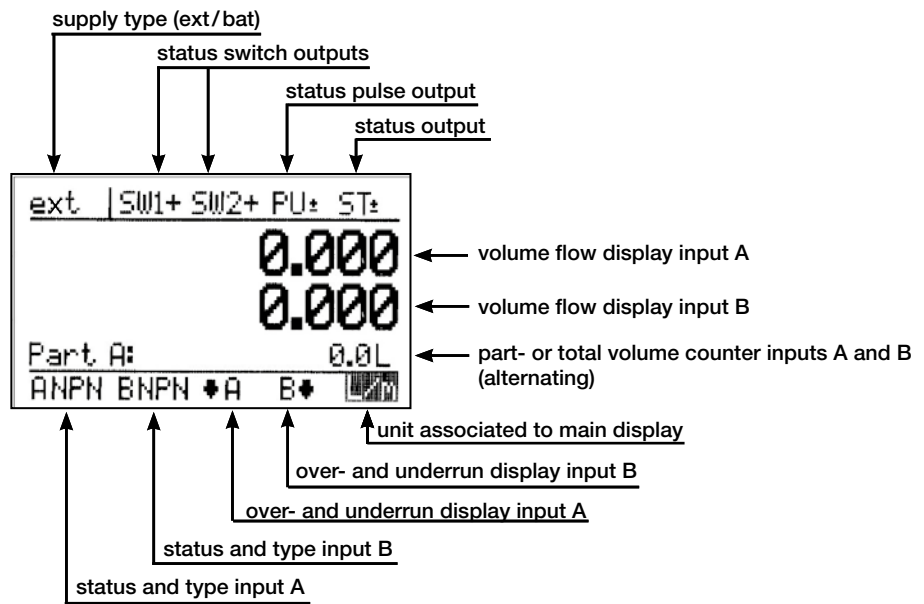 supply type (ext/bat)
status switch outputs
status pulse output
status output
ext SW1+ SW2+ PU± ST±
0.000
volume flow display input A
0.000
volume flow display input B
Part A: 0.0L
part- or total volume counter inputs A and B
(alternating)
ANPN BNPN ♦A B♦
unit associated to main display
over- and underrun display input B
over- and underrun display input A
status and type input B
status and type input A